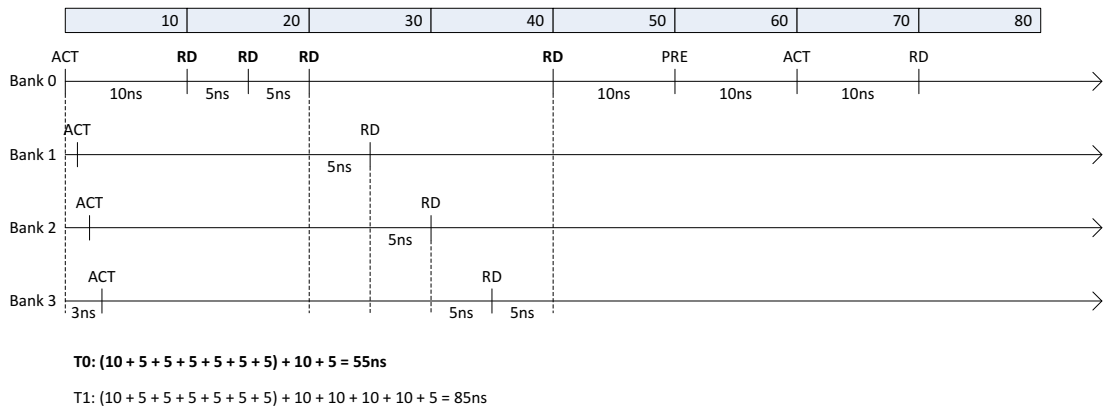 10 20 30 40 50 60 70 80
ACT RD RD RD RD PRE ACT RD
Bank 0
10ns 5ns 5ns 10ns 10ns 10ns
ACT RD
Bank 1
5ns
ACT RD
Bank 2
5ns
ACT RD
Bank 3
3ns 5ns 5ns
T0: (10 + 5 + 5 + 5 + 5 + 5 + 5) + 10 + 5 = 55ns
T1: (10 + 5 + 5 + 5 + 5 + 5 + 5) + 10 + 10 + 10 + 10 + 5 = 85ns